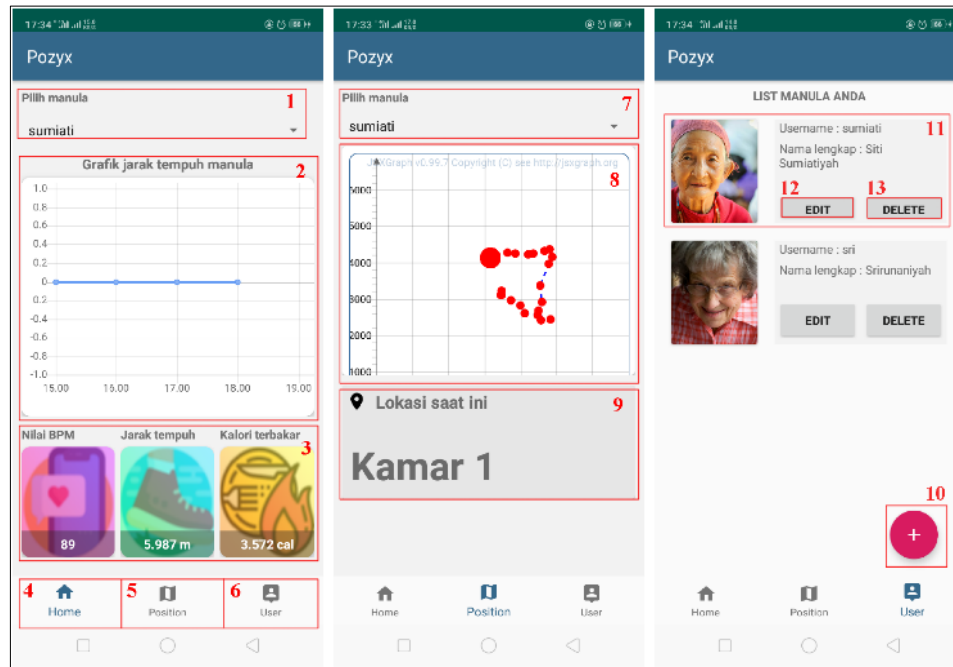 17:34
Pozyx
Pilih manula
1
sumiati
Grafik jarak tempuh manula
2
1.0
0.8
0.6
0.4
0.2
0
0.2
-0.4
-0.6
-0.8
-1.0
15.00 16.00 17.00 18.00 19.00
Nilai BPM Jarak tempuh Kalori terbakar
3
89 5.987 m 3.572 cal
4 5 6
Home Position User
17:33
Pozyx
Pilih manula
7
sumiati
JSXGraph v0.99.7 Copyright (C) see http://jsxgraph.org
8
6000
5000
4000
3000
2000
1000
Lokasi saat ini
9
Kamar 1
Home Position User
17:34
Pozyx
LIST MANULA ANDA
Username : sumiati
11
Nama lengkap : Siti
Sumiatiyah
12 13
EDIT DELETE
Username : sri
Nama lengkap : Srirunaniyah
EDIT DELETE
10
+
Home Position User